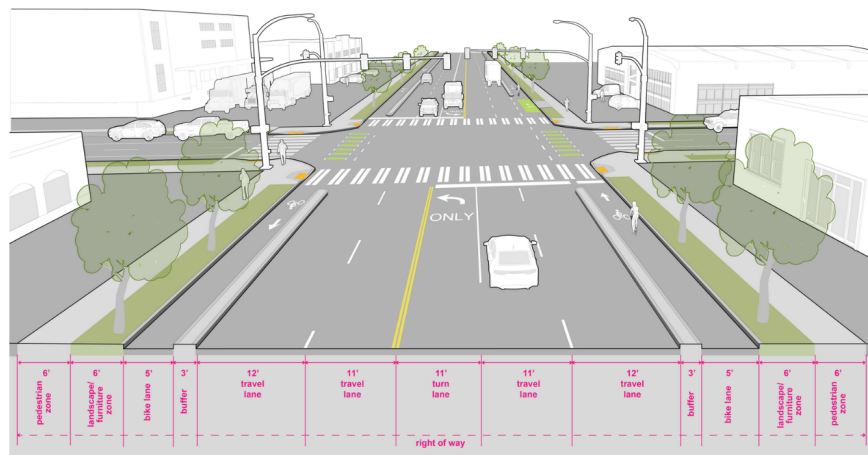 ONLY
6' 6' 5' 3' 12' 11' 11' 11' 12' 3' 5' 6' 6'
pedestrian
zone
landscape/
furniture
zone
bike lane
buffer
travel
lane
travel
lane
turn
lane
travel
lane
travel
lane
buffer
bike lane
landscape/
furniture
zone
pedestrian
zone
right of way